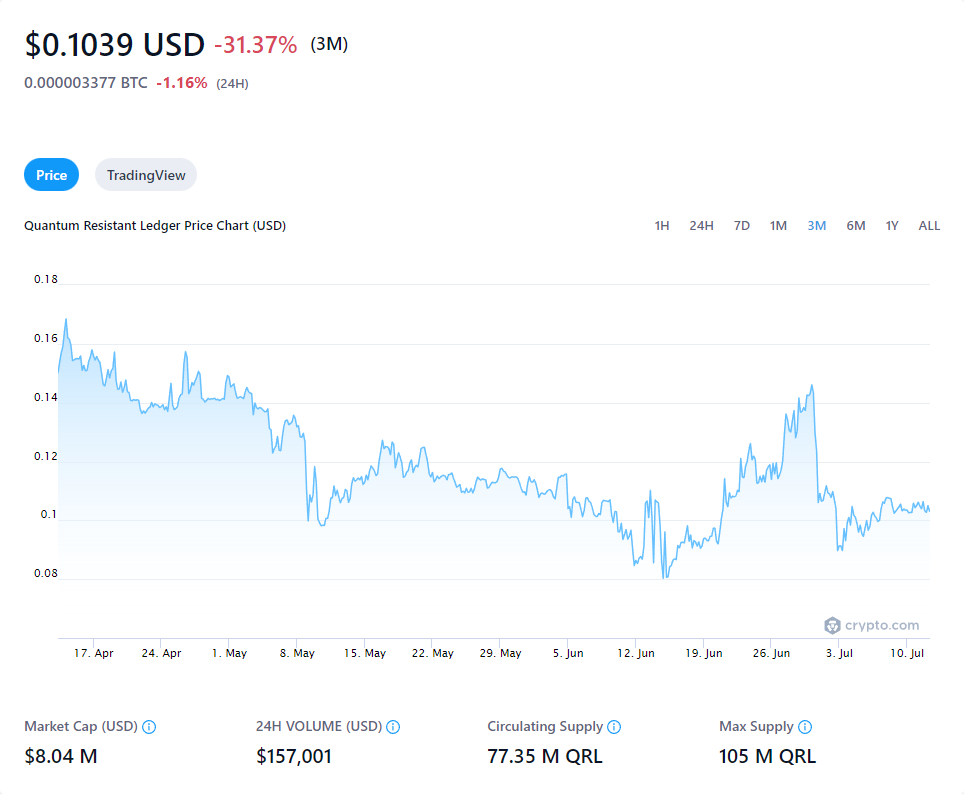 $0.1039 USD -31.37% (3M)
0.000003377 BTC -1.16% (24H)
Price TradingView
Quantum Resistant Ledger Price Chart (USD) 1H 24H 7D 1M 3M 6M 1Y ALL
0.18
0.16
0.14
0.12
0.1
0.08
crypto.com
17. Apr 24. Apr 1. May 8. May 15. May 22. May 29. May 5. Jun 12. Jun 19. Jun 26. Jun 3. Jul 10. Jul
Market Cap (USD) 24H VOLUME (USD) Circulating Supply Max Supply
$8.04 M $157,001 77.35 M QRL 105 M QRL